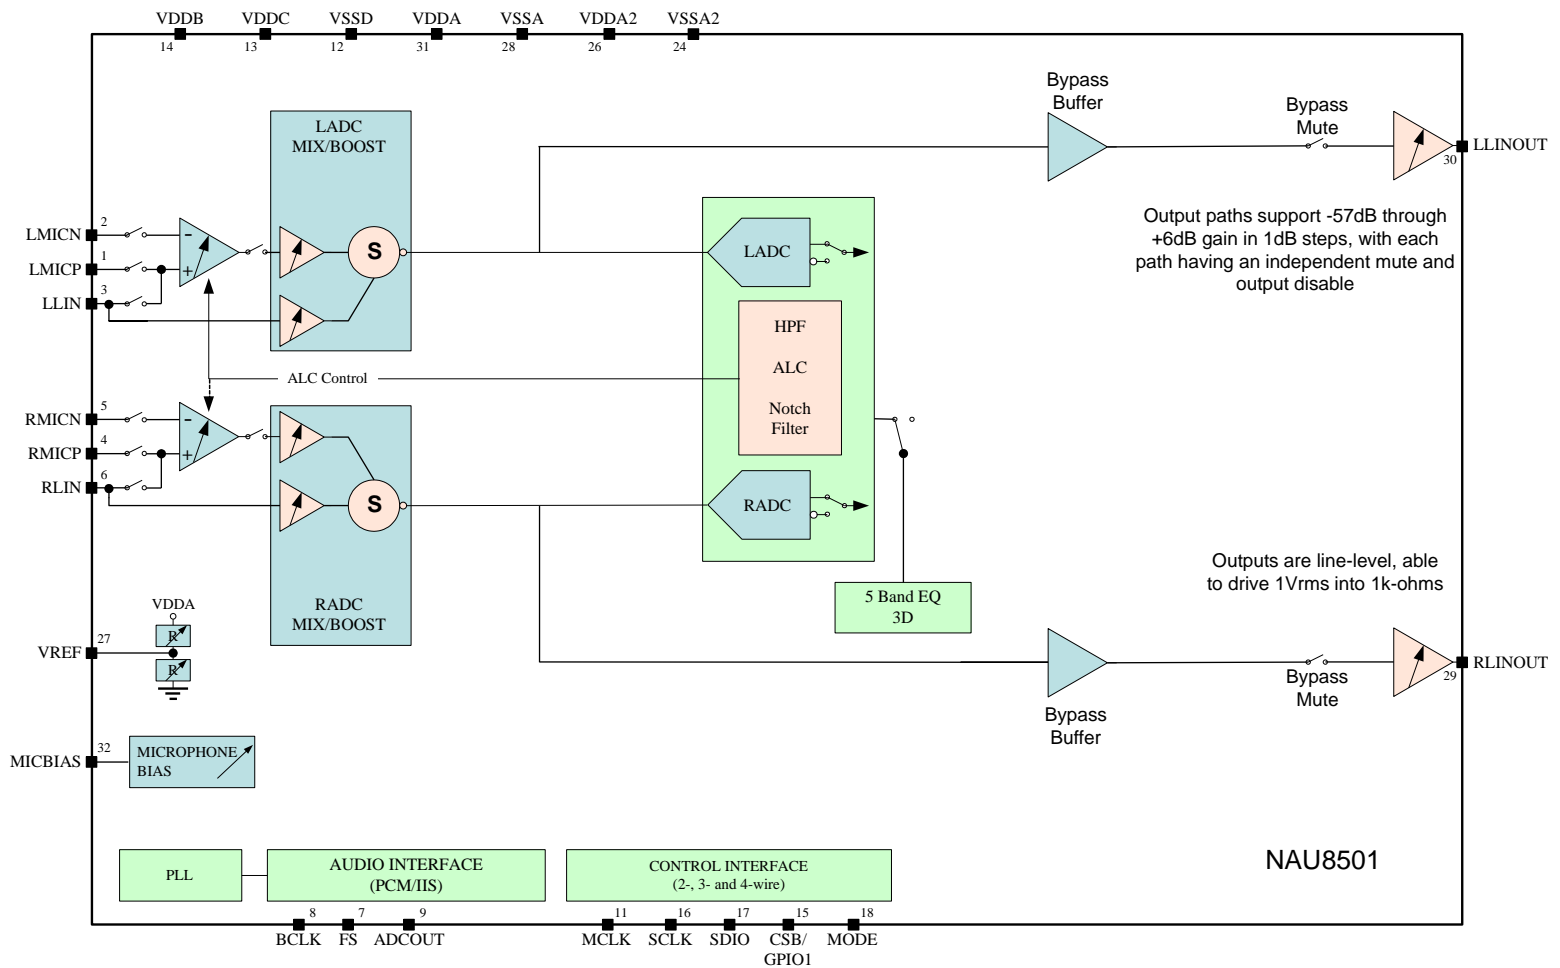 VDDB VDDC VSSD VDDA VSSA VDDA2 VSSA2
14 13 12 31 28 26 24
LADC
MIX/BOOST
Bypass
Buffer
Bypass
Mute
LLINOUT
30
Output paths support -57dB through
+6dB gain in 1dB steps, with each
path having an independent mute and
output disable
LMICN 2
LMICP 1
LLIN 3
-
+
S
LADC
HPF
ALC
Notch
Filter
ALC Control
RMICN 5
RMICP 4
RLIN 6
-
+
S
RADC
RADC
MIX/BOOST
5 Band EQ
3D
Outputs are line-level, able
to drive 1Vrms into 1k-ohms
VDDA
R
R
VREF 27
Bypass
Buffer
Bypass
Mute
RLINOUT
29
MICBIAS 32
MICROPHONE
BIAS
NAU8501
PLL
AUDIO INTERFACE
(PCM/IIS)
CONTROL INTERFACE
(2-, 3- and 4-wire)
8 7 9 11 16 17 15 18
BCLK FS ADCOUT MCLK SCLK SDIO CSB/ MODE
GPIO1